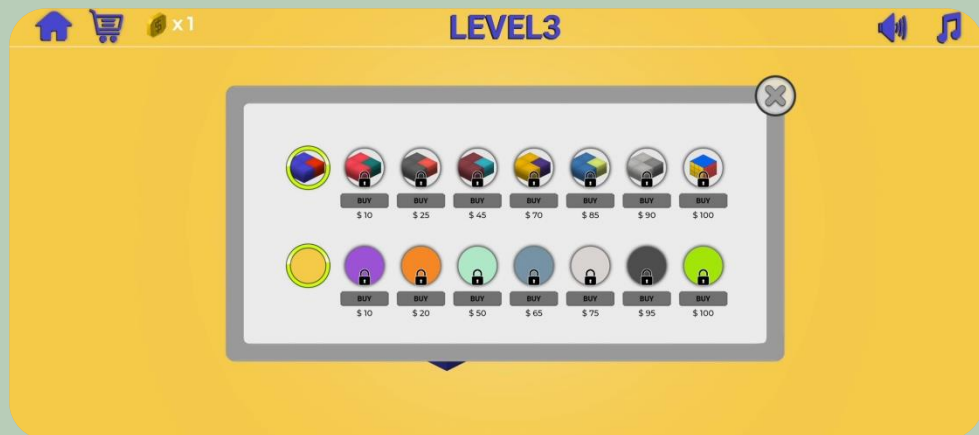 x1
LEVEL3
BUY BUY BUY BUY BUY BUY BUY
$ 10 $ 25 $ 45 $ 70 $ 85 $ 90 $ 100
BUY BUY BUY BUY BUY BUY BUY
$ 10 $ 20 $ 50 $ 65 $ 75 $ 95 $ 100